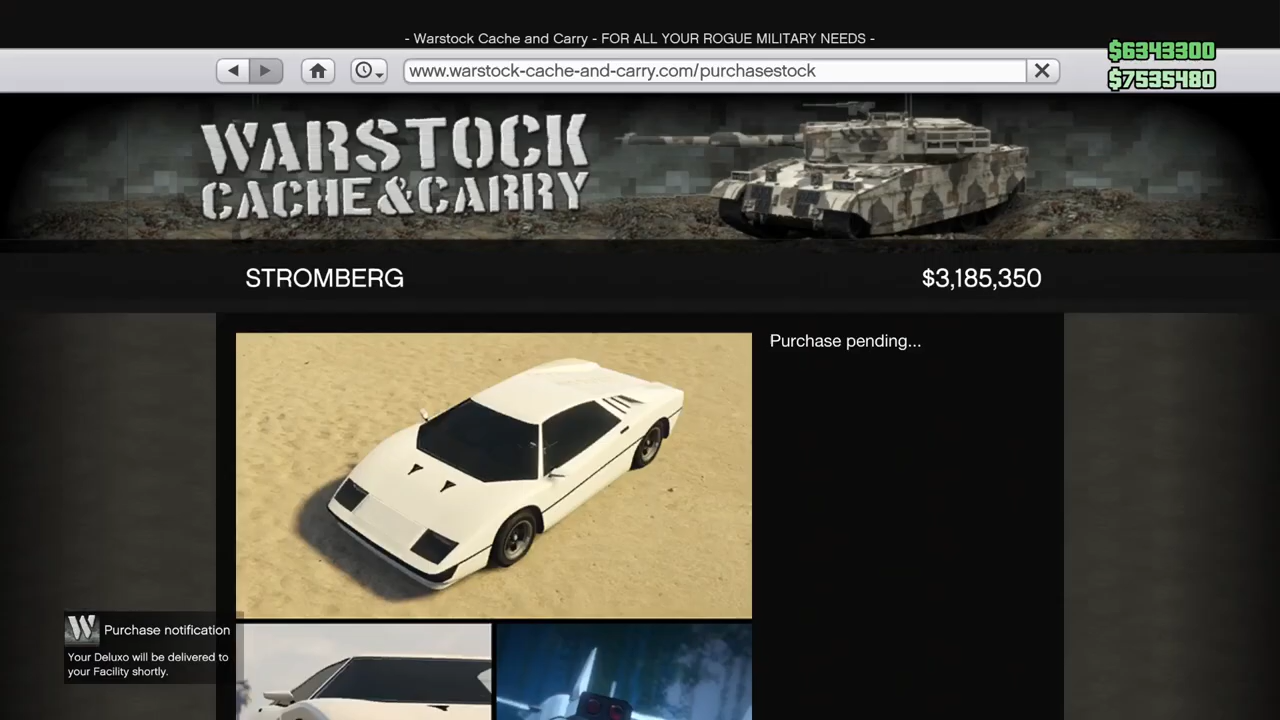 - Warstock Cache and Carry - FOR ALL YOUR ROGUE MILITARY NEEDS -
$6343300
www.warstock-cache-and-carry.com/purchasestock
$7535480
WARSTOCK
CACHE&CARRY
STROMBERG
$3,185,350
Purchase pending...
W
Purchase notification
Your Deluxo will be delivered to
your Facility shortly.